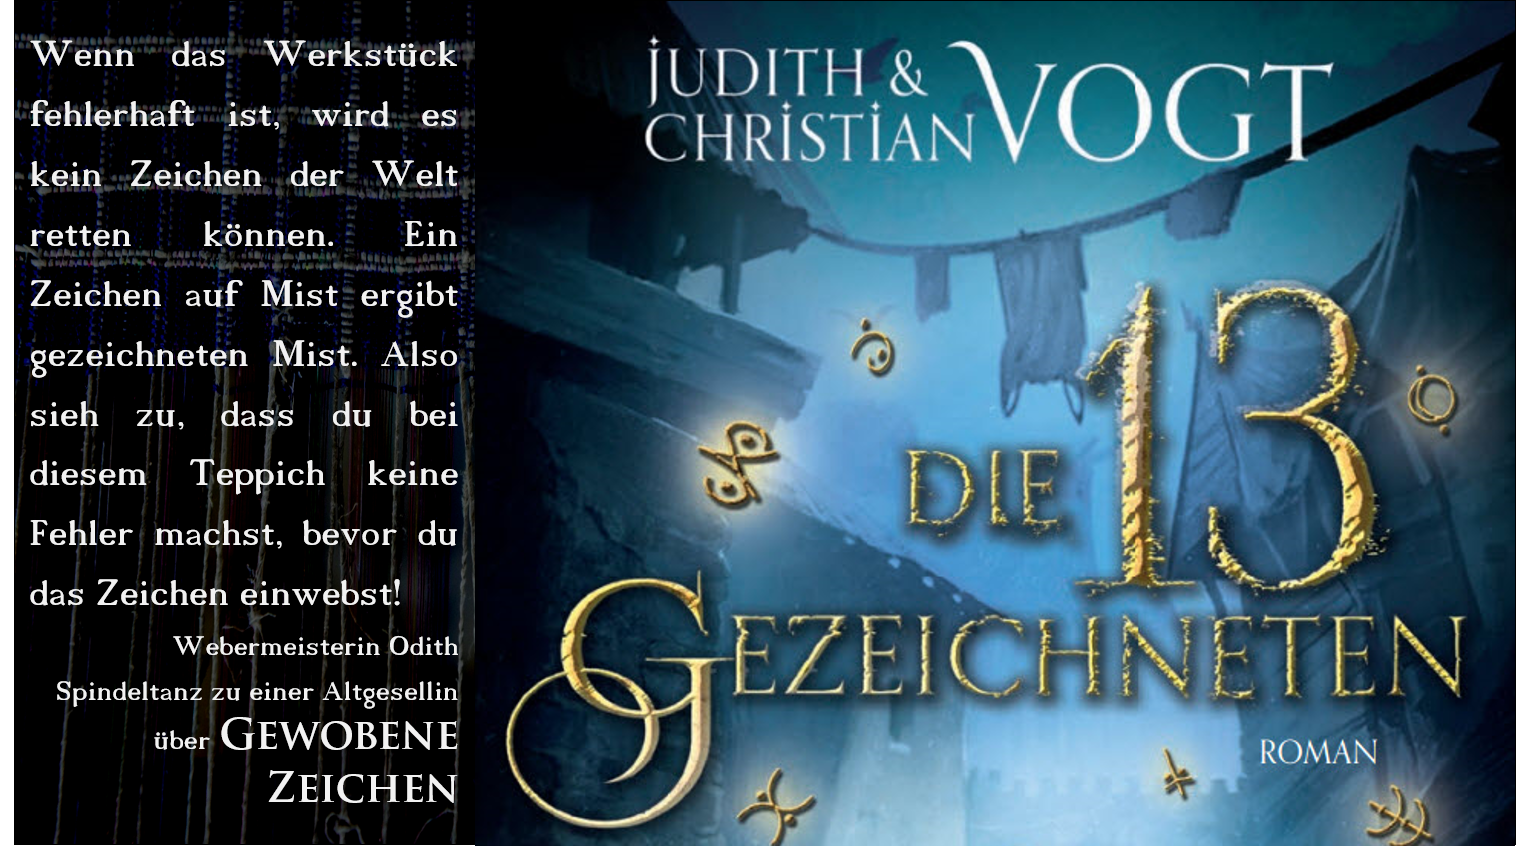 Wenn das Werkstück
fehlerhaft ist, wird es
kein Zeichen der Welt
retten können. Ein
Zeichen auf Mist ergibt
gezeichneten Mist. Also
sieh zu, dass du bei
diesem Teppich keine
Fehler machst, bevor du
das Zeichen einwebst!
Webermeisterin Odith
Spindeltanz zu einer Altgesellin
über GEWOBENE
ZEICHEN
JUDITH &
CHRISTIAN VOGT
DIE 13
GEZEICHNETEN
ROMAN